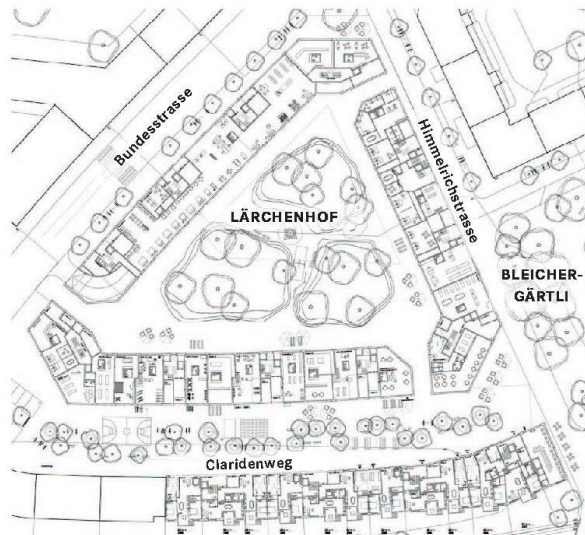 Bundesstrasse
Himmelrichstrasse
LÄRCHENHOF
BLEICHER-
GÄRTLI
Claridenweg